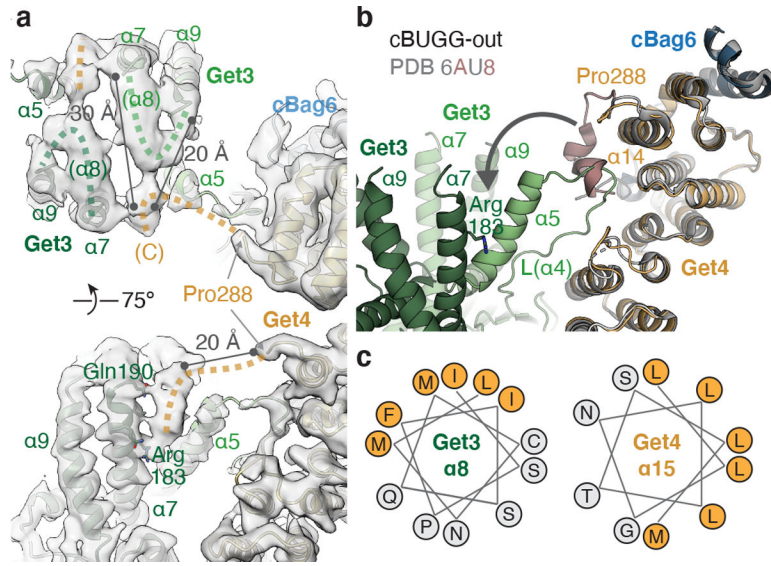 a
α7
α9
(α8)
Get3
cBag6
α5
30 Å
20 Å
(α8)
α5
α9
Get3
α7
(C)
75°
Pro288
Get4
20 Å
Gln190
α9
α5
Arg
183
α7
b
cBUGG-out
PDB 6AU8
cBag6
Pro288
Get3
α7
Get3
α9
α9
α7
α14
Arg
183
α5
L(α4)
Get4
c
M
I
L
I
F
M
Get3
α8
C
S
Q
P
N
S
S
L
L
N
Get4
α15
L
L
T
G
M
L